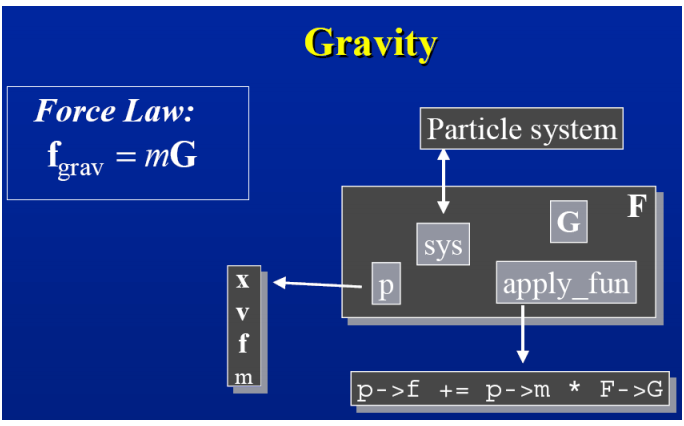 Gravity
Force Law:
f_grav = mG
Particle system
F
G
sys
p
apply_fun
x
v
f
m
p->f += p->m * F->G